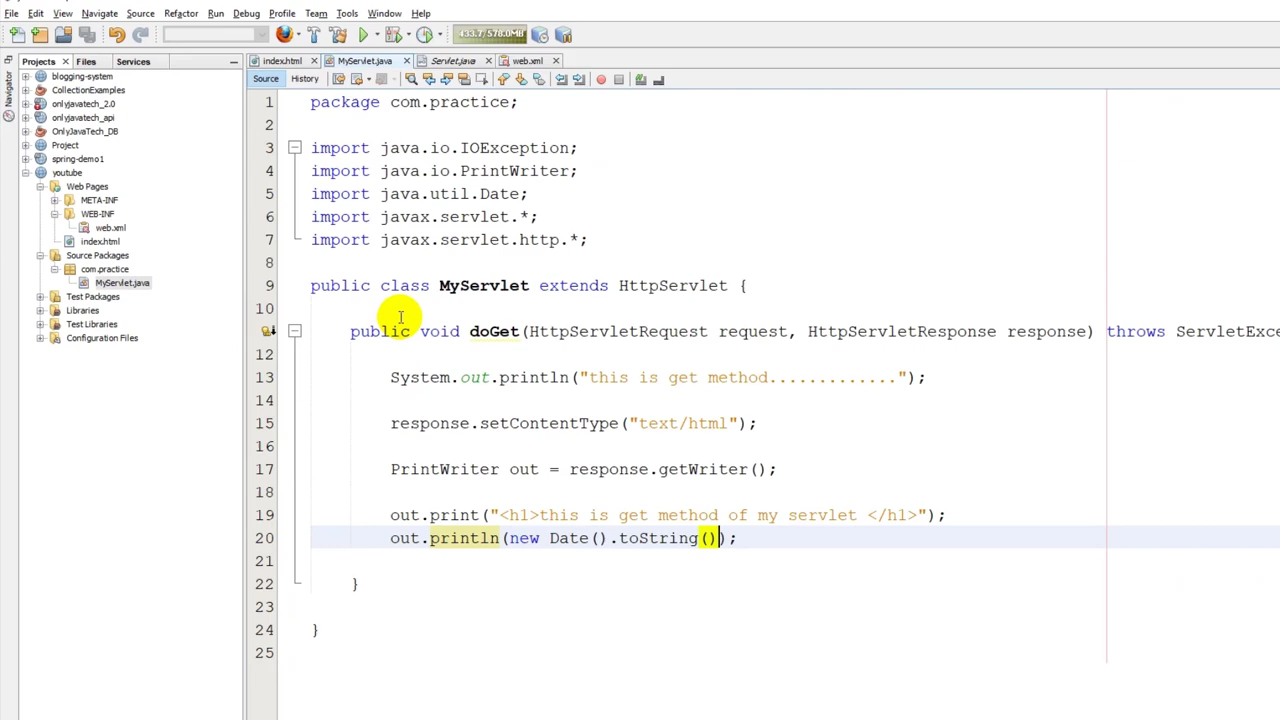 File Edit View Navigate Source Refactor Run Debug Profile Team Tools Window Help
433.7/578.0MB
Projects Files Services
index.html MyServlet.java Servlet.java web.xml
Source History
Navigator
blogging-system
CollectionExamples
onlyjavatech_2.0
onlyjavatech_api
OnlyJavaTech_DB
Project
spring-demo1
youtube
Web Pages
META-INF
WEB-INF
web.xml
index.html
Source Packages
com.practice
MyServlet.java
Test Packages
Libraries
Test Libraries
Configuration Files
1 package com.practice;
2
3 import java.io.IOException;
4 import java.io.PrintWriter;
5 import java.util.Date;
6 import javax.servlet.*;
7 import javax.servlet.http.*;
8
9 public class MyServlet extends HttpServlet {
10
public void doGet(HttpServletRequest request, HttpServletResponse response) throws ServletExce
12
13 System.out.println("this is get method.............");
14
15 response.setContentType("text/html");
16
17 PrintWriter out = response.getWriter();
18
19 out.print("<h1>this is get method of my servlet </h1>");
20 out.println(new Date().toString());
21
22 }
23
24 }
25